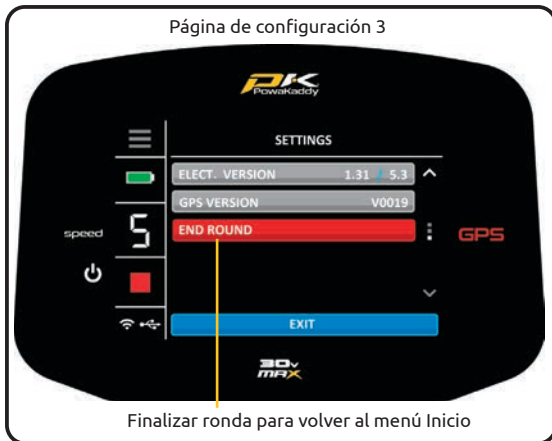 Página de configuración 3
PK
PowaKaddy
SETTINGS
ELECT. VERSION 1.31 / 5.3
GPS VERSION V0019
speed 5 END ROUND GPS
EXIT
30V
MAX
Finalizar ronda para volver al menú Inicio